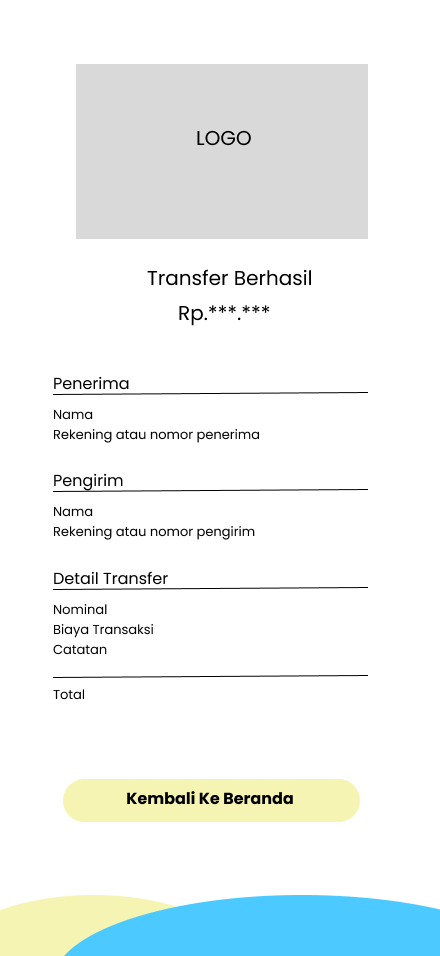 LOGO
Transfer Berhasil
Rp.***.***
Penerima
Nama
Rekening atau nomor penerima
Pengirim
Nama
Rekening atau nomor pengirim
Detail Transfer
Nominal
Biaya Transaksi
Catatan
Total
Kembali Ke Beranda